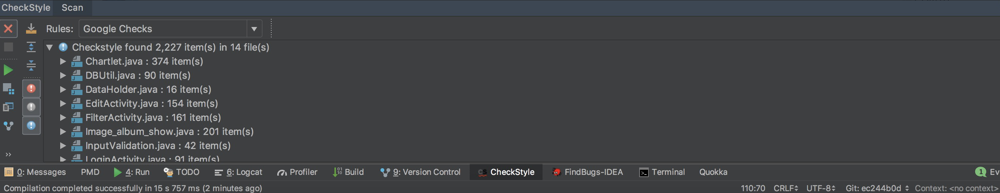 CheckStyle Scan
Rules: Google Checks
Checkstyle found 2,227 item(s) in 14 file(s)
Chartlet.java : 374 item(s)
DBUtil.java : 90 item(s)
DataHolder.java : 16 item(s)
EditActivity.java : 154 item(s)
FilterActivity.java : 161 item(s)
Image_album_show.java : 201 item(s)
InputValidation.java : 42 item(s)
LoginActivity.java : 91 item(s)
0: Messages PMD 4: Run TODO 6: Logcat Profiler Build 9: Version Control CheckStyle FindBugs-IDEA Terminal Quokka 1 Ev
Compilation completed successfully in 15 s 757 ms (2 minutes ago) 110:70 CRLF UTF-8 Git: ec244b0d Context: <no context>